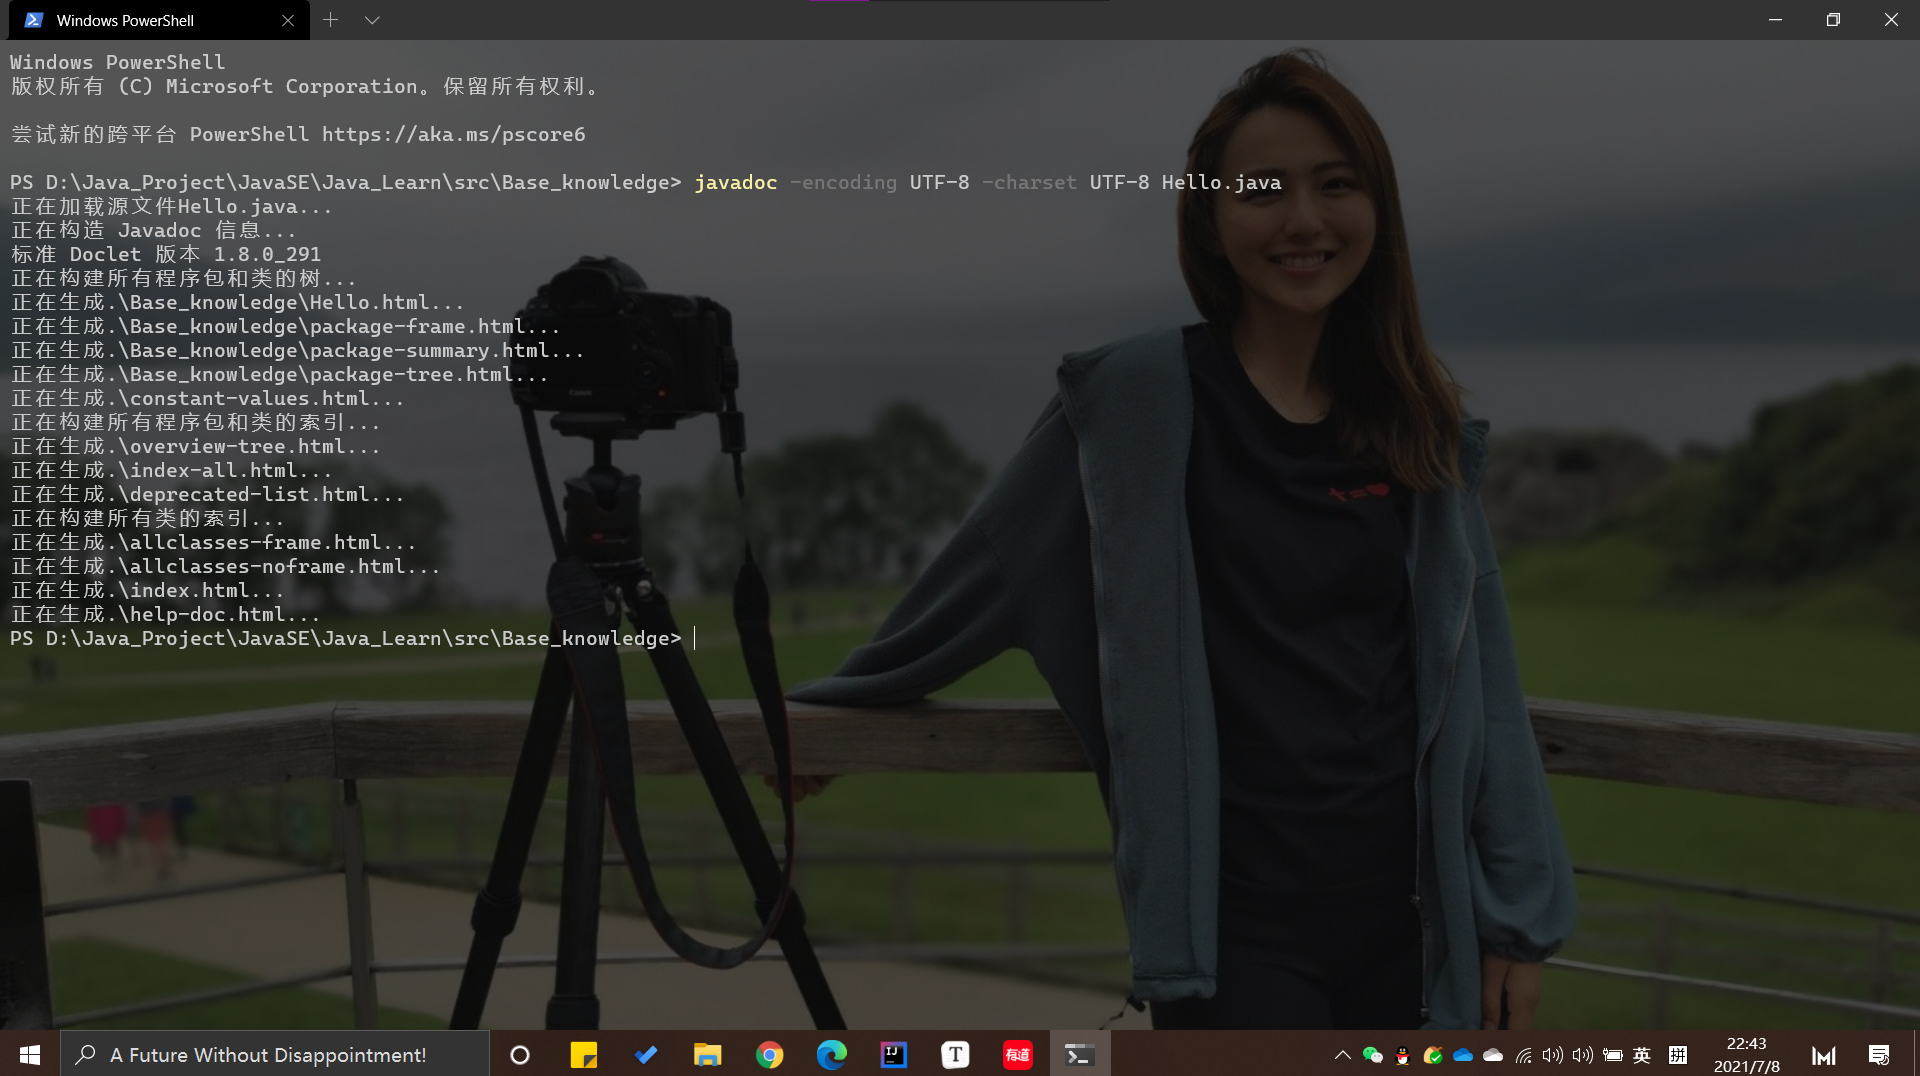 Windows PowerShell
Windows PowerShell
版权所有 (C) Microsoft Corporation。保留所有权利。
尝试新的跨平台 PowerShell https://aka.ms/pscore6
PS D:\Java_Project\JavaSE\Java_Learn\src\Base_knowledge> javadoc -encoding UTF-8 -charset UTF-8 Hello.java
正在加载源文件Hello.java...
正在构造 Javadoc 信息...
标准 Doclet 版本 1.8.0_291
正在构建所有程序包和类的树...
正在生成.\Base_knowledge\Hello.html...
正在生成.\Base_knowledge\package-frame.html...
正在生成.\Base_knowledge\package-summary.html...
正在生成.\Base_knowledge\package-tree.html...
正在生成.\constant-values.html...
正在构建所有程序包和类的索引...
正在生成.\overview-tree.html...
正在生成.\index-all.html...
正在生成.\deprecated-list.html...
正在构建所有类的索引...
正在生成.\allclasses-frame.html...
正在生成.\allclasses-noframe.html...
正在生成.\index.html...
正在生成.\help-doc.html...
PS D:\Java_Project\JavaSE\Java_Learn\src\Base_knowledge>
Canon
t=❤
A Future Without Disappointment!
IJ
T
有道
英
拼
22:43
2021/7/8